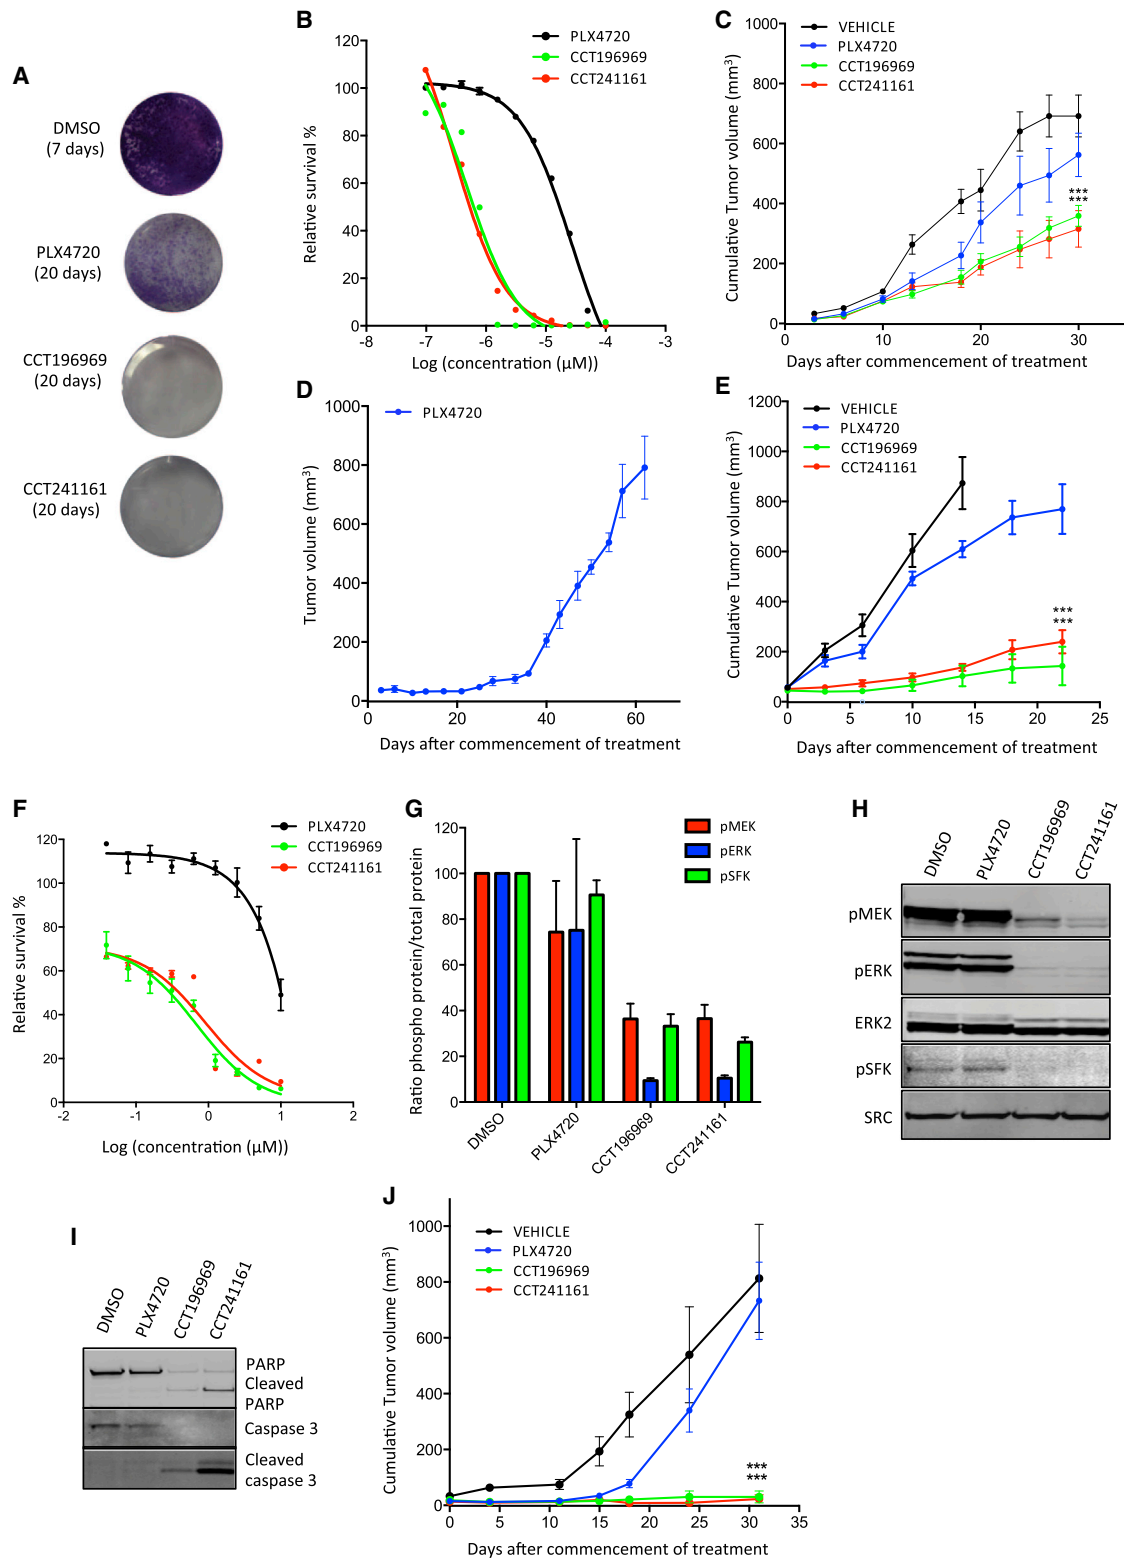 A
DMSO
(7 days)
PLX4720
(20 days)
CCT196969
(20 days)
CCT241161
(20 days)
B
PLX4720
CCT196969
CCT241161
Relative survival %
120
100
80
60
40
20
0
-8
-7
-6
-5
-4
-3
Log (concentration (μM))
C
VEHICLE
PLX4720
CCT196969
CCT241161
Cumulative Tumor volume (mm³)
1000
800
600
400
200
0
***
***
0
10
20
30
Days after commencement of treatment
D
PLX4720
Tumor volume (mm³)
1000
800
600
400
200
0
0
20
40
60
Days after commencement of treatment
E
VEHICLE
PLX4720
CCT196969
CCT241161
Cumulative Tumor volume (mm³)
1200
1000
800
600
400
200
0
***
***
0
5
10
15
20
25
Days after commencement of treatment
F
PLX4720
CCT196969
CCT241161
Relative survival %
120
100
80
60
40
20
0
-2
-1
0
1
2
Log (concentration (μM))
G
pMEK
pERK
pSFK
Ratio phospho protein/total protein
120
100
80
60
40
20
0
DMSO
PLX4720
CCT196969
CCT241161
H
DMSO
PLX4720
CCT196969
CCT241161
pMEK
pERK
ERK2
pSFK
SRC
I
DMSO
PLX4720
CCT196969
CCT241161
PARP
Cleaved
PARP
Caspase 3
Cleaved
caspase 3
J
VEHICLE
PLX4720
CCT196969
CCT241161
Cumulative Tumor volume (mm³)
1000
800
600
400
200
0
***
***
0
5
10
15
20
25
30
35
Days after commencement of treatment